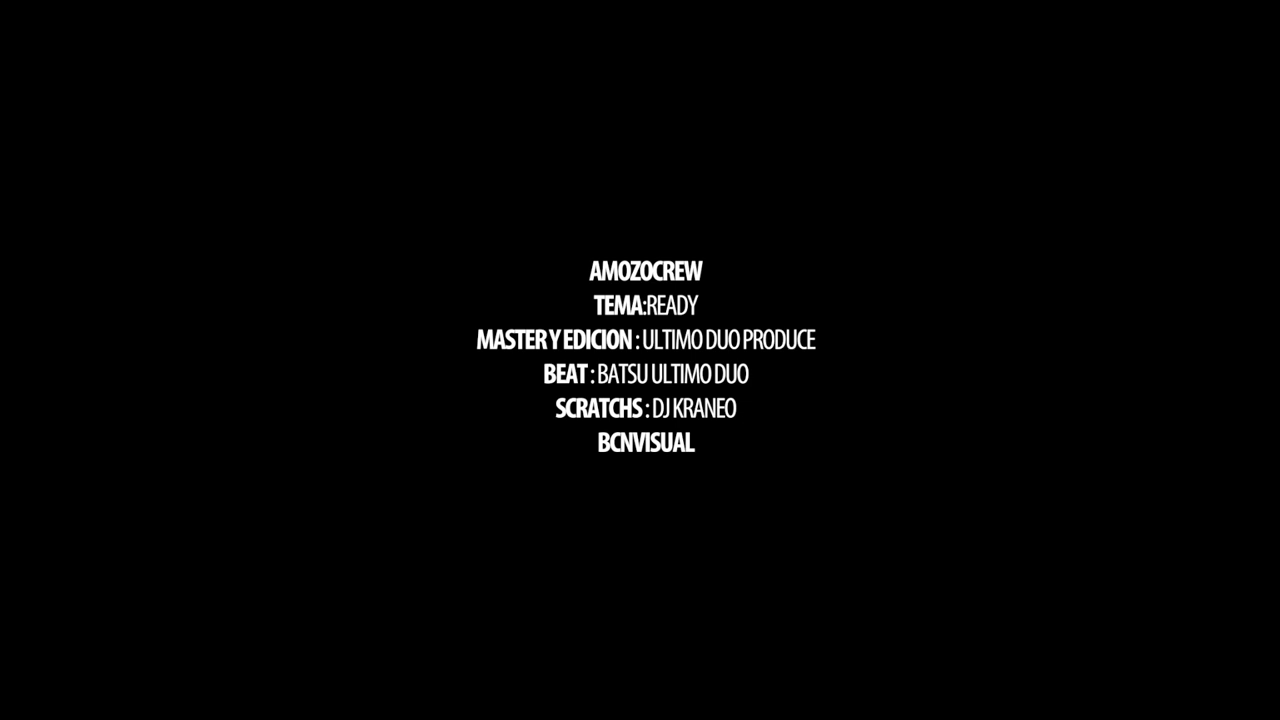 AMOZOCREW
TEMA:READY
MASTER Y EDICION : ULTIMO DUO PRODUCE
BEAT : BATSU ULTIMO DUO
SCRATCHS : DJ KRANEO
BCNVISUAL